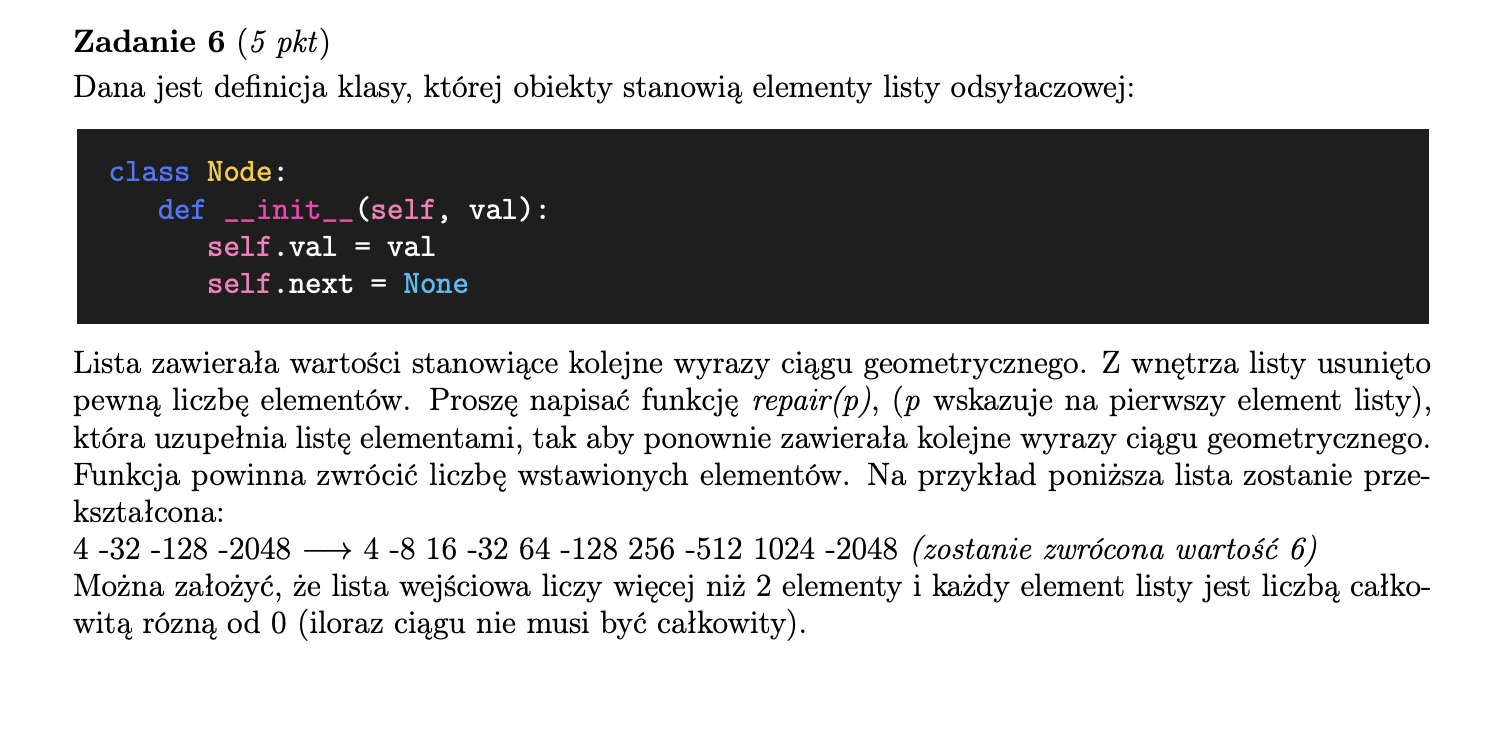 Zadanie 6 (5 pkt)
Dana jest definicja klasy, której obiekty stanowią elementy listy odsyłaczowej:
class Node:
def __init__(self, val):
self.val = val
self.next = None
Lista zawierała wartości stanowiące kolejne wyrazy ciągu geometrycznego. Z wnętrza listy usunięto
pewną liczbę elementów. Proszę napisać funkcję repair(p), (p wskazuje na pierwszy element listy),
która uzupełnia listę elementami, tak aby ponownie zawierała kolejne wyrazy ciągu geometrycznego.
Funkcja powinna zwrócić liczbę wstawionych elementów. Na przykład poniższa lista zostanie prze-
kształcona:
4 -32 -128 -2048 ⟶ 4 -8 16 -32 64 -128 256 -512 1024 -2048 (zostanie zwrócona wartość 6)
Można założyć, że lista wejściowa liczy więcej niż 2 elementy i każdy element listy jest liczbą całko-
witą rózną od 0 (iloraz ciągu nie musi być całkowity).